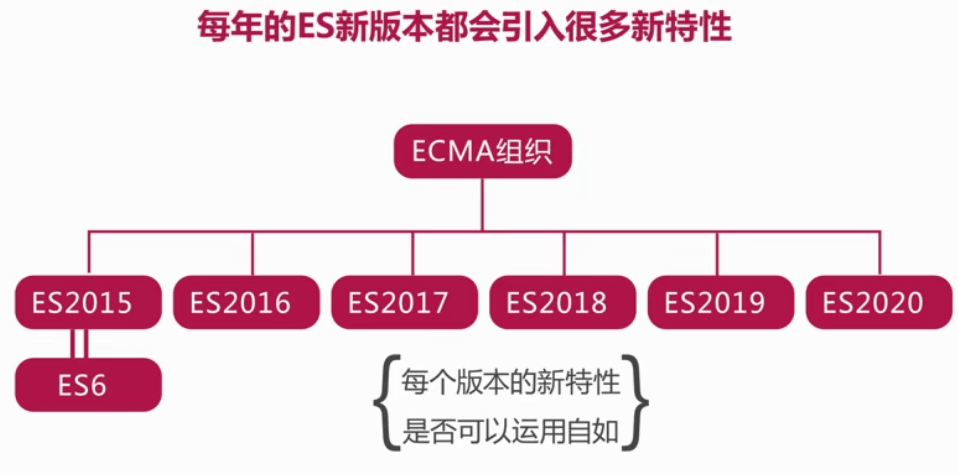 每年的ES新版本都会引入很多新特性
ECMA组织
ES2015
ES2016
ES2017
ES2018
ES2019
ES2020
ES6
每个版本的新特性
是否可以运用自如